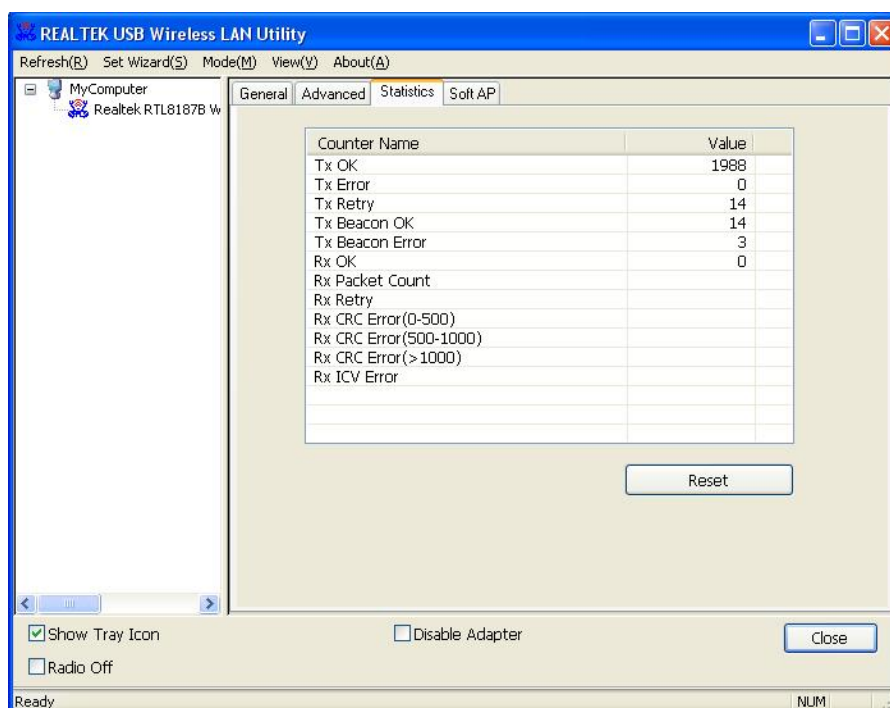 REALTEK USB Wireless LAN Utility
Refresh(R) Set Wizard(S) Mode(M) View(V) About(A)
MyComputer
Realtek RTL8187B W
General Advanced Statistics Soft AP
Counter Name Value
Tx OK 1988
Tx Error 0
Tx Retry 14
Tx Beacon OK 14
Tx Beacon Error 3
Rx OK 0
Rx Packet Count
Rx Retry
Rx CRC Error(0-500)
Rx CRC Error(500-1000)
Rx CRC Error(>1000)
Rx ICV Error
Reset
Show Tray Icon
Disable Adapter
Close
Radio Off
Ready
NUM